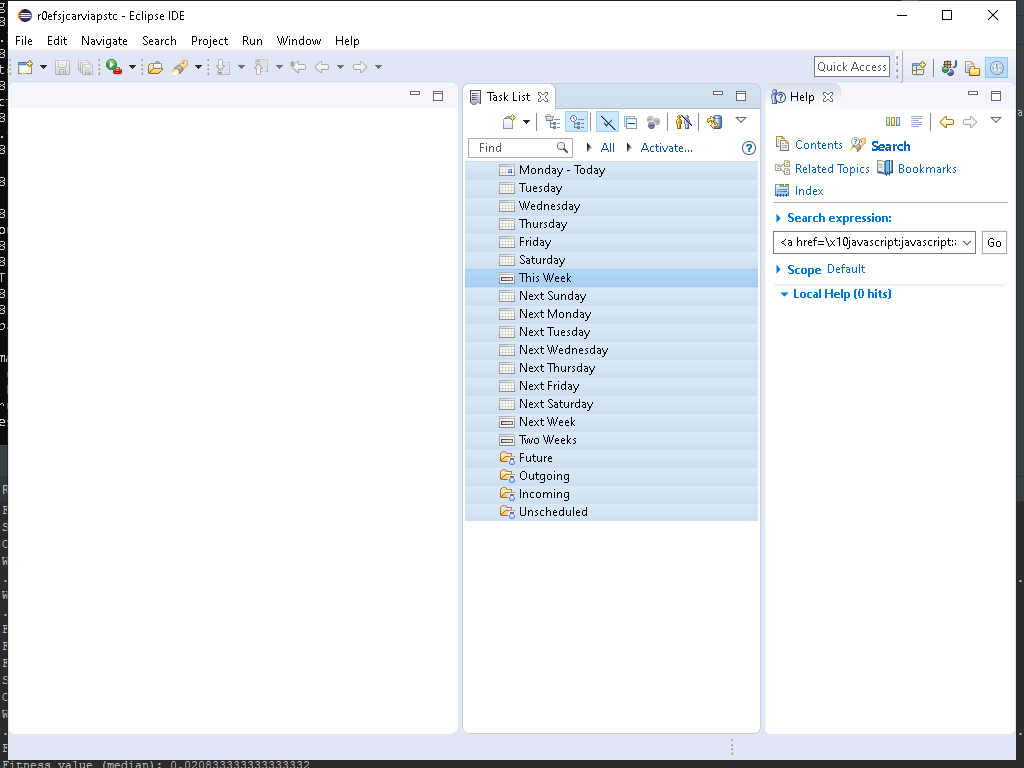 r0efsjcarviapstc - Eclipse IDE
File Edit Navigate Search Project Run Window Help
Quick Access
Task List
Help
Find
All
Activate...
Contents
Search
Related Topics
Bookmarks
Index
Search expression:
<a href=\x10javascript:javascript:
Go
Scope Default
Local Help (0 hits)
Monday - Today
Tuesday
Wednesday
Thursday
Friday
Saturday
This Week
Next Sunday
Next Monday
Next Tuesday
Next Wednesday
Next Thursday
Next Friday
Next Saturday
Next Week
Two Weeks
Future
Outgoing
Incoming
Unscheduled
Fitness value (median): 0.020833333333333332